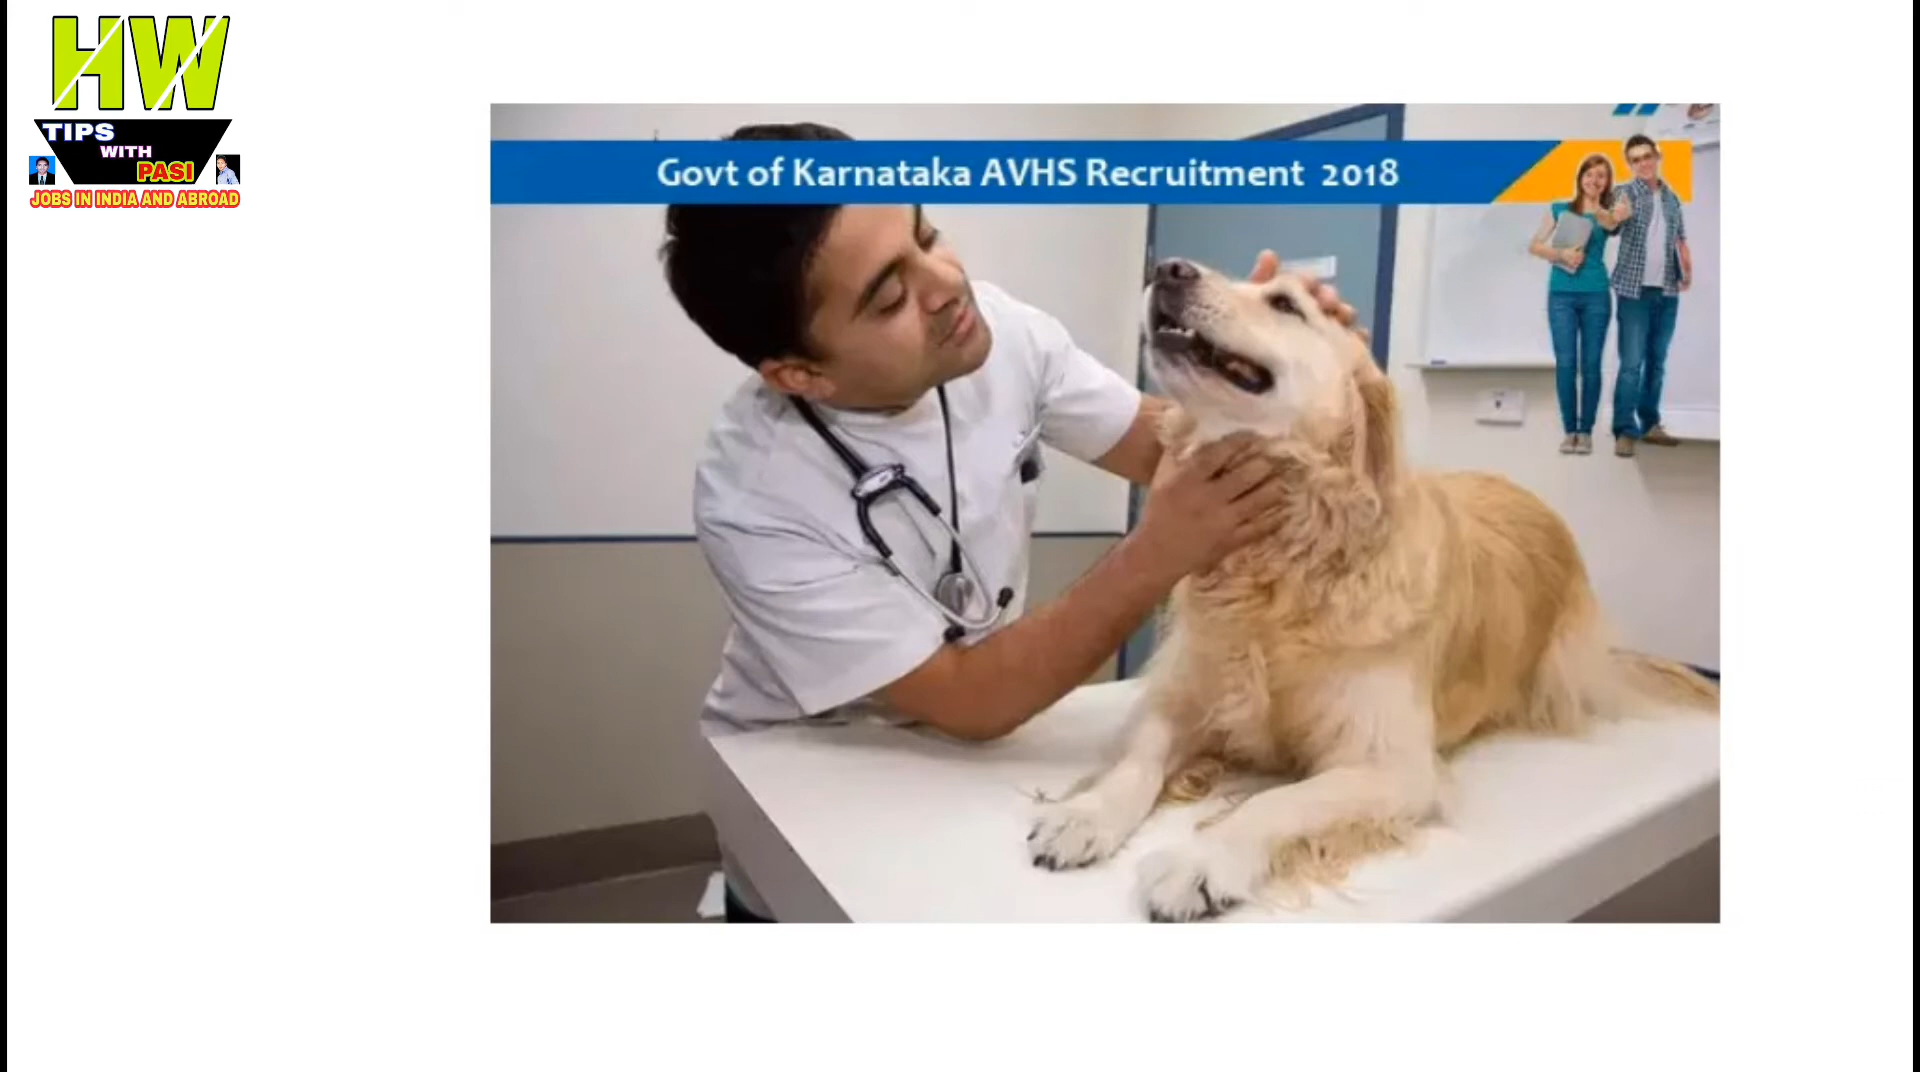 HW
TIPS
WITH
PASI
JOBS IN INDIA AND ABROAD
Govt of Karnataka AVHS Recruitment 2018